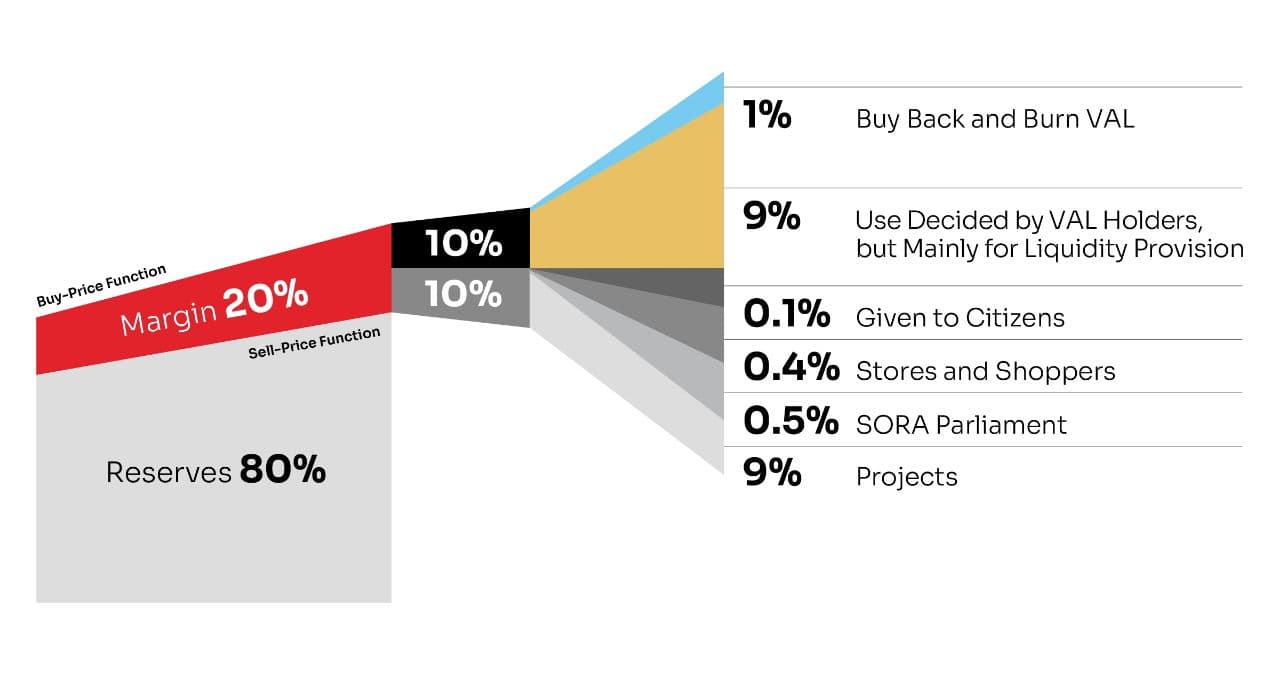 Buy-Price Function
Margin 20%
Sell-Price Function
Reserves 80%
10%
10%
1% Buy Back and Burn VAL
9% Use Decided by VAL Holders,
but Mainly for Liquidity Provision
0.1% Given to Citizens
0.4% Stores and Shoppers
0.5% SORA Parliament
9% Projects